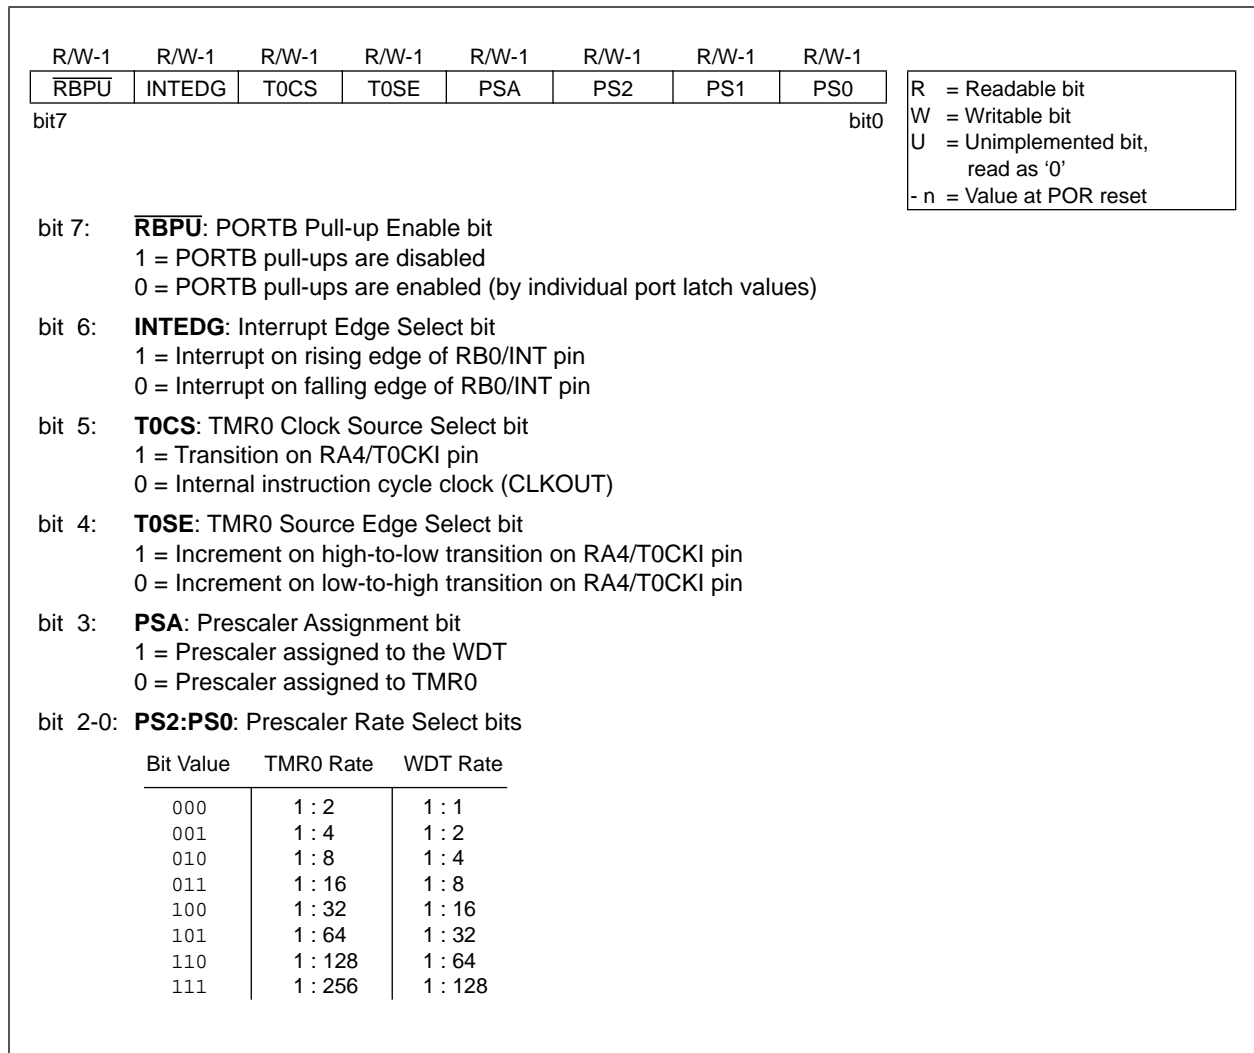 R/W-1 R/W-1 R/W-1 R/W-1 R/W-1 R/W-1 R/W-1 R/W-1
RBPU INTEDG T0CS T0SE PSA PS2 PS1 PS0
bit7 bit0
R = Readable bit
W = Writable bit
U = Unimplemented bit,
read as ‘0’
- n = Value at POR reset
bit 7: RBPU: PORTB Pull-up Enable bit
1 = PORTB pull-ups are disabled
0 = PORTB pull-ups are enabled (by individual port latch values)
bit 6: INTEDG: Interrupt Edge Select bit
1 = Interrupt on rising edge of RB0/INT pin
0 = Interrupt on falling edge of RB0/INT pin
bit 5: T0CS: TMR0 Clock Source Select bit
1 = Transition on RA4/T0CKI pin
0 = Internal instruction cycle clock (CLKOUT)
bit 4: T0SE: TMR0 Source Edge Select bit
1 = Increment on high-to-low transition on RA4/T0CKI pin
0 = Increment on low-to-high transition on RA4/T0CKI pin
bit 3: PSA: Prescaler Assignment bit
1 = Prescaler assigned to the WDT
0 = Prescaler assigned to TMR0
bit 2-0: PS2:PS0: Prescaler Rate Select bits
Bit Value TMR0 Rate WDT Rate
000 1 : 2 1 : 1
001 1 : 4 1 : 2
010 1 : 8 1 : 4
011 1 : 16 1 : 8
100 1 : 32 1 : 16
101 1 : 64 1 : 32
110 1 : 128 1 : 64
111 1 : 256 1 : 128